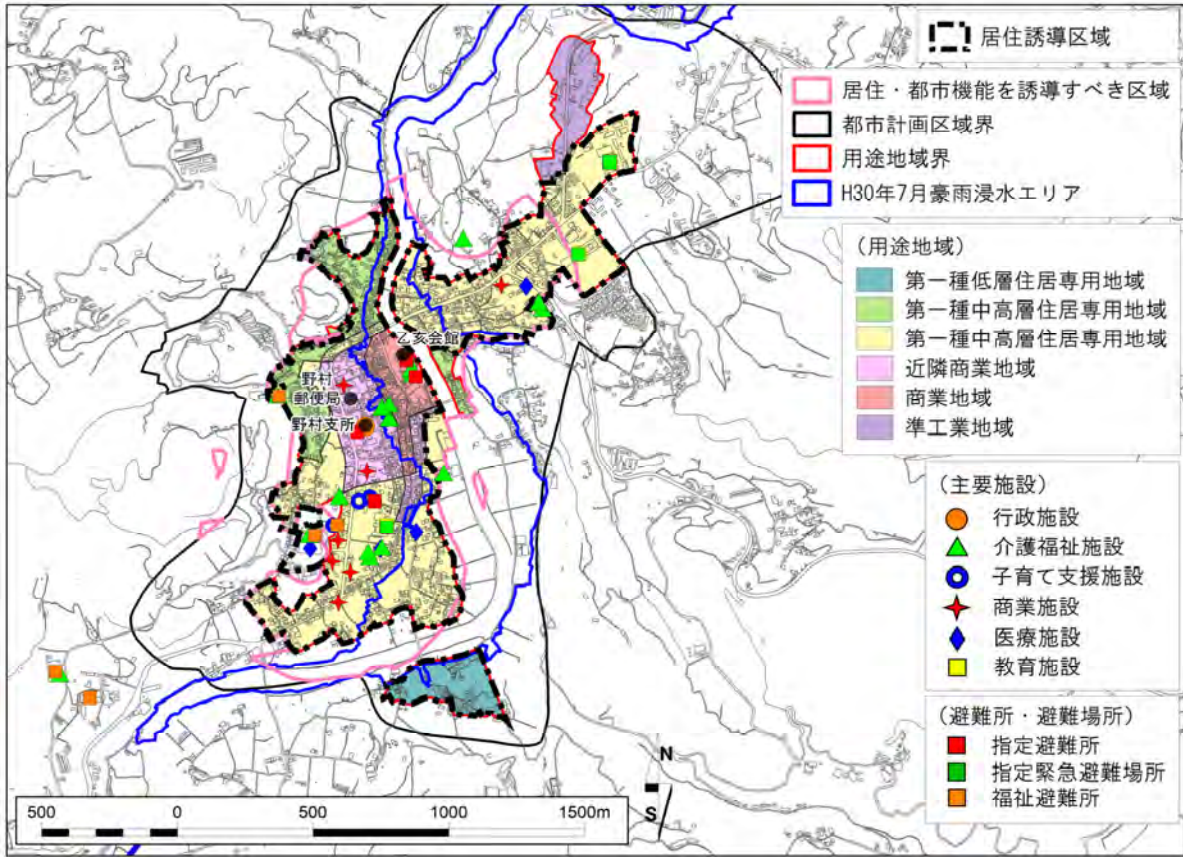 居住誘導区域
居住・都市機能を誘導すべき区域
都市計画区域界
用途地域界
H30年7月豪雨浸水エリア
（用途地域）
第一種低層住居専用地域
第一種中高層住居専用地域
第一種中高層住居専用地域
近隣商業地域
商業地域
準工業地域
乙亥会館
野村
郵便局
野村支所
（主要施設）
行政施設
介護福祉施設
子育て支援施設
商業施設
医療施設
教育施設
（避難所・避難場所）
指定避難所
指定緊急避難場所
福祉避難所
N
S
500 0 500 1000 1500m